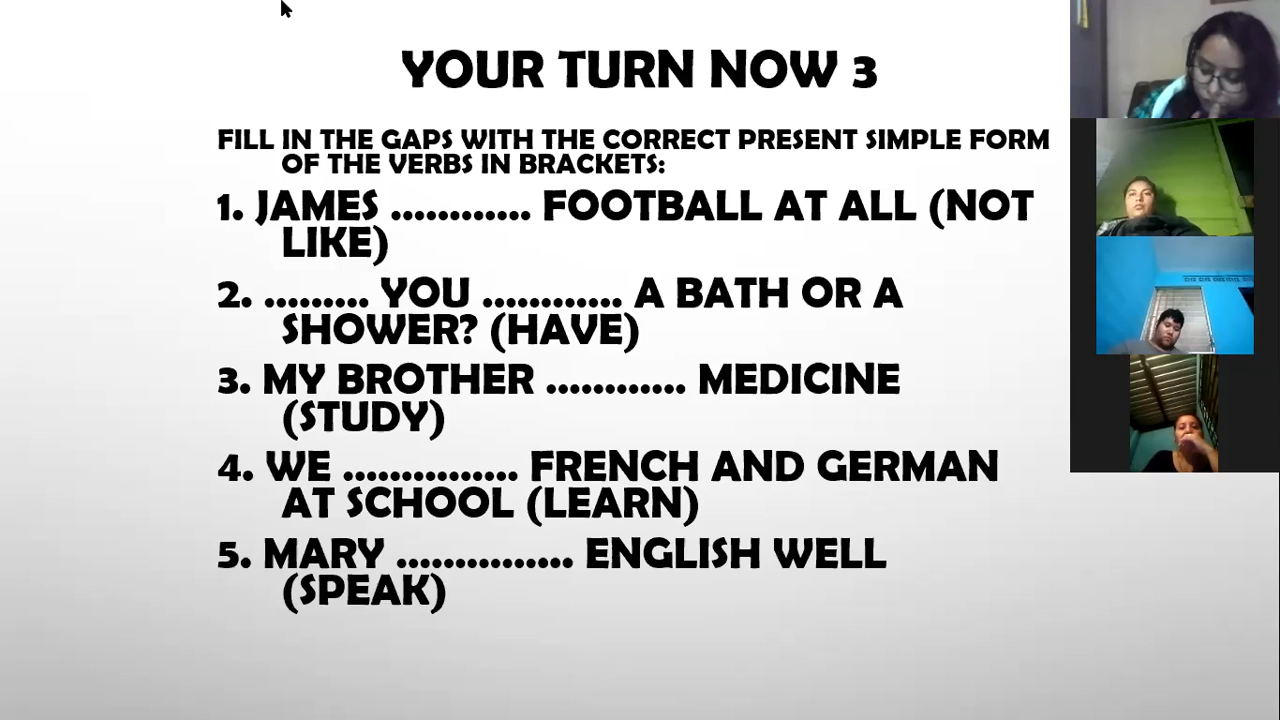 YOUR TURN NOW 3
FILL IN THE GAPS WITH THE CORRECT PRESENT SIMPLE FORM
OF THE VERBS IN BRACKETS:
1. JAMES ............ FOOTBALL AT ALL (NOT
LIKE)
2. ......... YOU ............ A BATH OR A
SHOWER? (HAVE)
3. MY BROTHER ............ MEDICINE
(STUDY)
4. WE ............... FRENCH AND GERMAN
AT SCHOOL (LEARN)
5. MARY ............... ENGLISH WELL
(SPEAK)